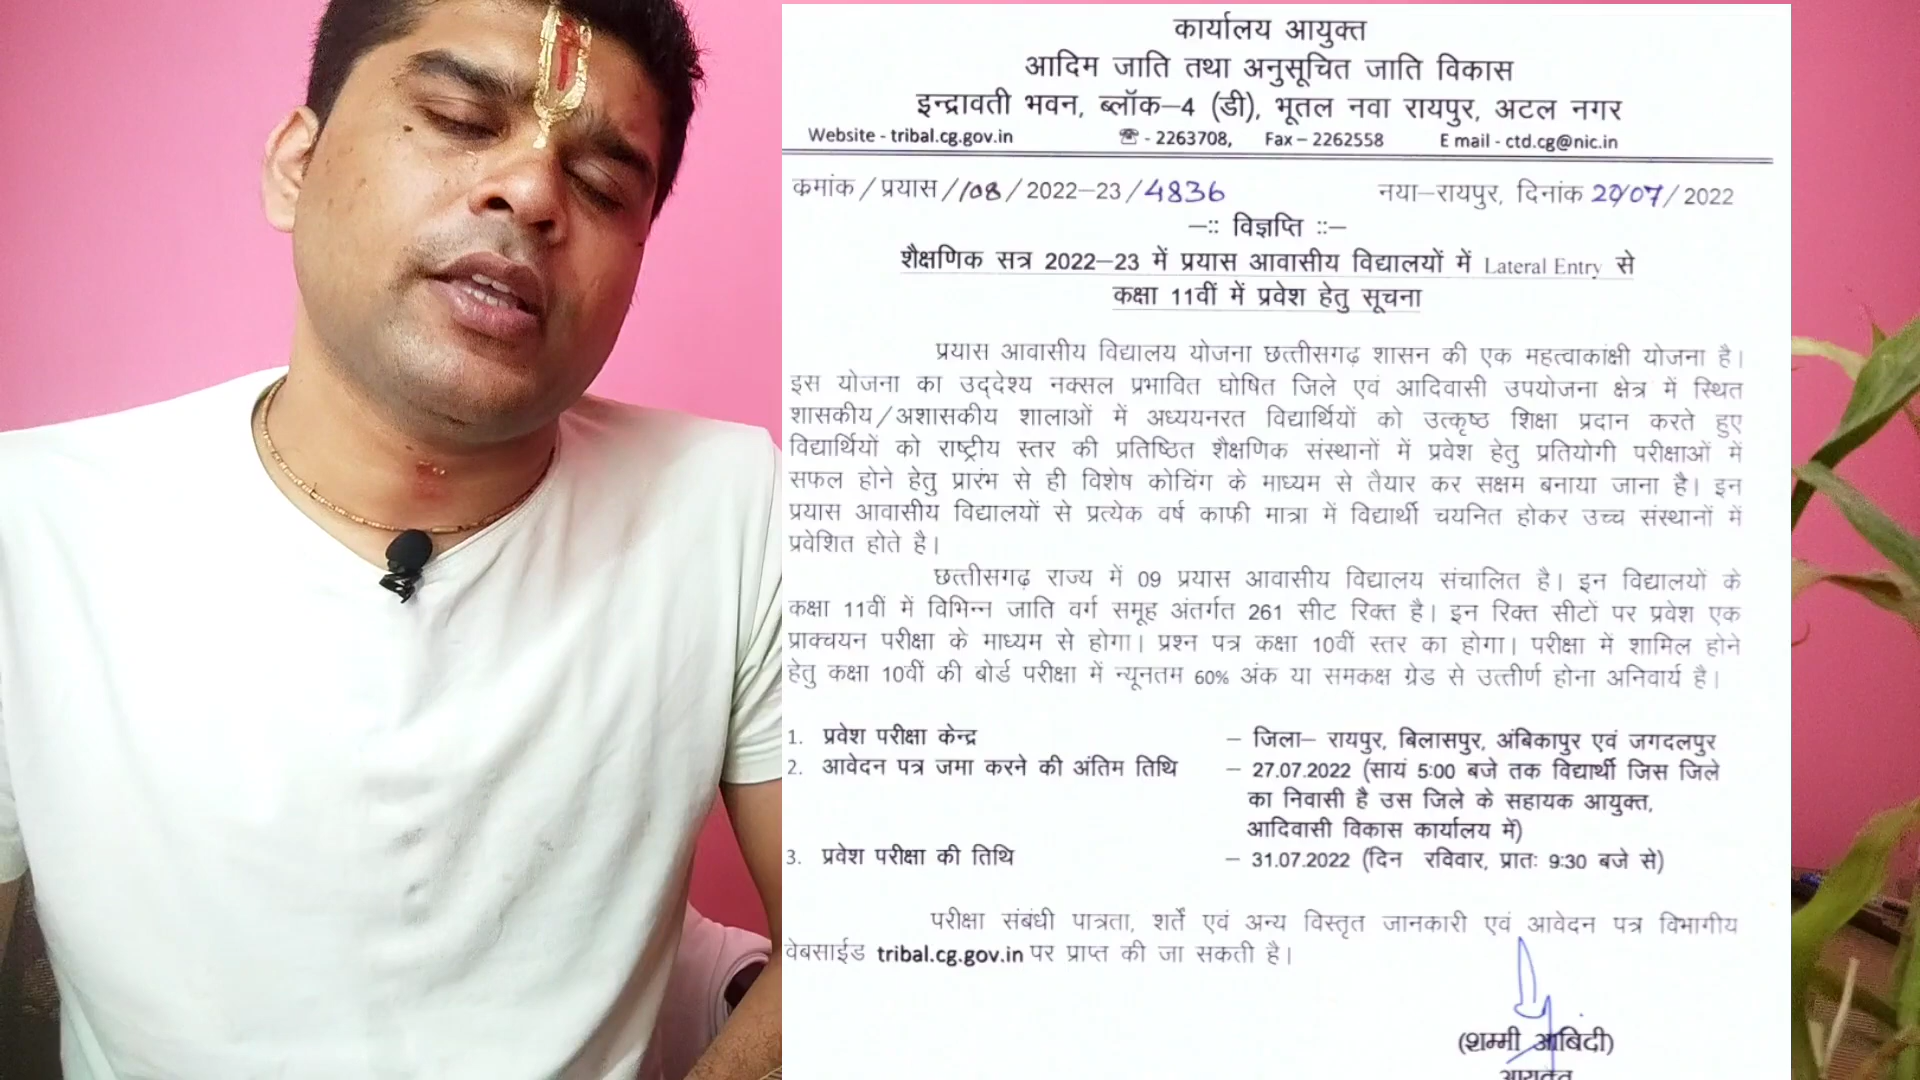 कार्यालय आयुक्त
आदिम जाति तथा अनुसूचित जाति विकास
इन्द्रावती भवन, ब्लॉक–4 (डी), भूतल नवा रायपुर, अटल नगर
Website - tribal.cg.gov.in ☎ - 2263708, Fax – 2262558 E mail - ctd.cg@nic.in
क्रमांक / प्रयास / 108 / 2022–23 / 4836 नया–रायपुर, दिनांक 20/07/ 2022
–:: विज्ञप्ति ::–
शैक्षणिक सत्र 2022–23 में प्रयास आवासीय विद्यालयों में Lateral Entry से
कक्षा 11वीं में प्रवेश हेतु सूचना
प्रयास आवासीय विद्यालय योजना छत्तीसगढ़ शासन की एक महत्वाकांक्षी योजना है।
इस योजना का उद्देश्य नक्सल प्रभावित घोषित जिले एवं आदिवासी उपयोजना क्षेत्र में स्थित
शासकीय/अशासकीय शालाओं में अध्ययनरत विद्यार्थियों को उत्कृष्ठ शिक्षा प्रदान करते हुए
विद्यार्थियों को राष्ट्रीय स्तर की प्रतिष्ठित शैक्षणिक संस्थानों में प्रवेश हेतु प्रतियोगी परीक्षाओं में
सफल होने हेतु प्रारंभ से ही विशेष कोचिंग के माध्यम से तैयार कर सक्षम बनाया जाना है। इन
प्रयास आवासीय विद्यालयों से प्रत्येक वर्ष काफी मात्रा में विद्यार्थी चयनित होकर उच्च संस्थानों में
प्रवेशित होते है।
छत्तीसगढ़ राज्य में 09 प्रयास आवासीय विद्यालय संचालित है। इन विद्यालयों के
कक्षा 11वीं में विभिन्न जाति वर्ग समूह अंतर्गत 261 सीट रिक्त है। इन रिक्त सीटों पर प्रवेश एक
प्राक्चयन परीक्षा के माध्यम से होगा। प्रश्न पत्र कक्षा 10वीं स्तर का होगा। परीक्षा में शामिल होने
हेतु कक्षा 10वीं की बोर्ड परीक्षा में न्यूनतम 60% अंक या समकक्ष ग्रेड से उत्तीर्ण होना अनिवार्य है।
1. प्रवेश परीक्षा केन्द्र – जिला– रायपुर, बिलासपुर, अंबिकापुर एवं जगदलपुर
2. आवेदन पत्र जमा करने की अंतिम तिथि – 27.07.2022 (सायं 5:00 बजे तक विद्यार्थी जिस जिले
का निवासी है उस जिले के सहायक आयुक्त,
आदिवासी विकास कार्यालय में)
3. प्रवेश परीक्षा की तिथि – 31.07.2022 (दिन रविवार, प्रातः 9:30 बजे से)
परीक्षा संबंधी पात्रता, शर्तें एवं अन्य विस्तृत जानकारी एवं आवेदन पत्र विभागीय
वेबसाईड tribal.cg.gov.in पर प्राप्त की जा सकती है।
(शम्मी आबिदी)
आयुक्त